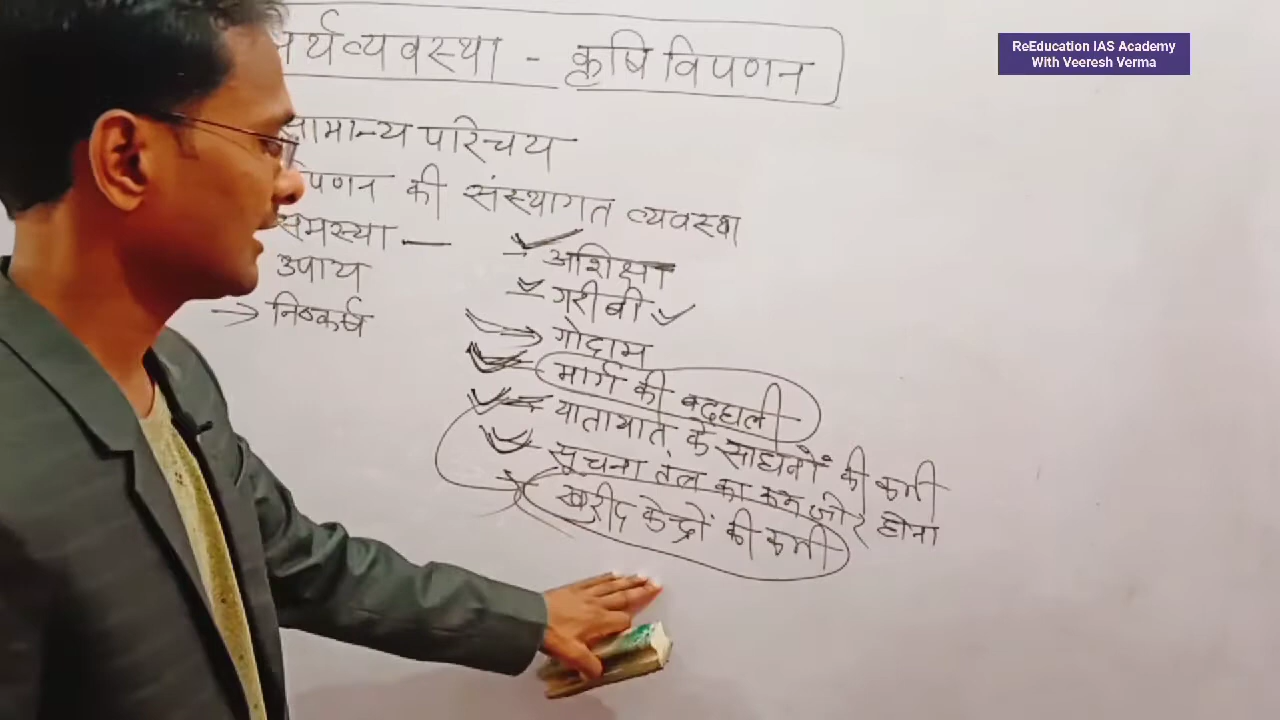 र्थव्यवस्था - कृषि विपणन
ReEducation IAS Academy
With Veeresh Verma
सामान्य परिचय
पणन की संस्थागत व्यवस्था
समस्या —
उपाय
→ निष्कर्ष
- अशिक्षा
- गरीबी
→ गोदाम
- मार्ग की बदहाली
- यातायात के साधनों की कमी
- सूचना तंत्र का कमजोर होना
→ खरीद केन्द्रों की कमी